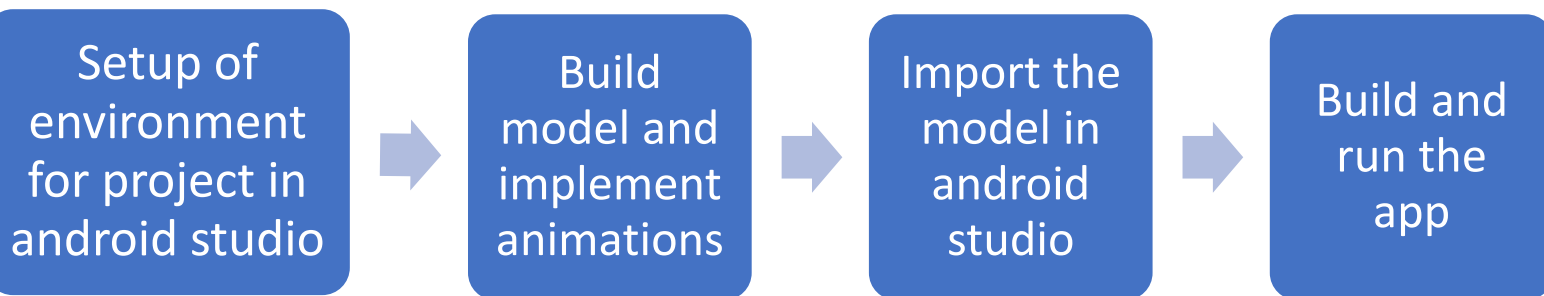 Setup of
environment
for project in
android studio
Build
model and
implement
animations
Import the
model in
android
studio
Build and
run the
app